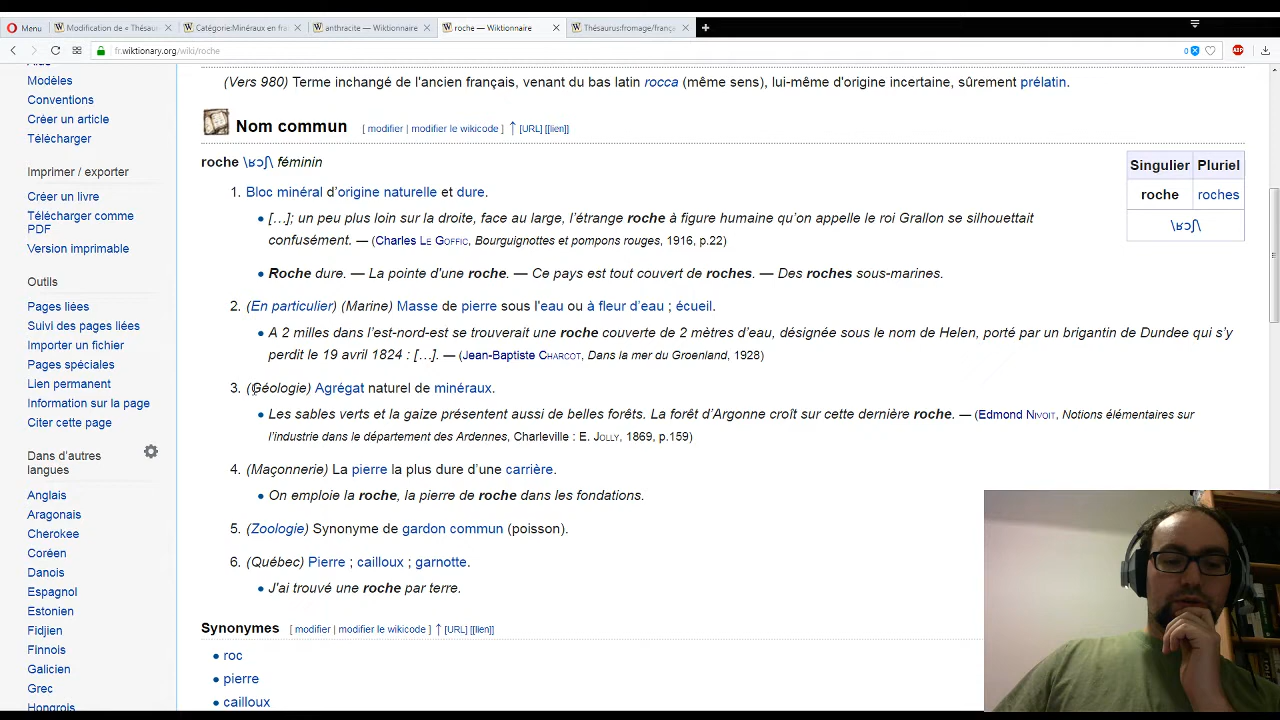 Menu
Modification de « Thésau
Catégorie:Minéraux en fra
anthracite — Wiktionnaire
roche — Wiktionnaire
Thésaurus:fromage/françe
fr.wiktionary.org/wiki/roche
0
ABP
Aide
Modèles
Conventions
Créer un article
Télécharger
Imprimer / exporter
Créer un livre
Télécharger comme
PDF
Version imprimable
Outils
Pages liées
Suivi des pages liées
Importer un fichier
Pages spéciales
Lien permanent
Information sur la page
Citer cette page
Dans d’autres
langues
Anglais
Aragonais
Cherokee
Coréen
Danois
Espagnol
Estonien
Fidjien
Finnois
Galicien
Grec
Hongrois
(Vers 980) Terme inchangé de l'ancien français, venant du bas latin rocca (même sens), lui-même d'origine incertaine, sûrement prélatin.
Nom commun [ modifier | modifier le wikicode ] ↑ [URL] [[lien]]
roche \ʁɔʃ\ féminin
Singulier Pluriel
roche roches
\ʁɔʃ\
1. Bloc minéral d’origine naturelle et dure.
• […]; un peu plus loin sur la droite, face au large, l’étrange roche à figure humaine qu’on appelle le roi Grallon se silhouettait
confusément. — (Charles Le Goffic, Bourguignottes et pompons rouges, 1916, p.22)
• Roche dure. — La pointe d'une roche. — Ce pays est tout couvert de roches. — Des roches sous-marines.
2. (En particulier) (Marine) Masse de pierre sous l'eau ou à fleur d’eau ; écueil.
• A 2 milles dans l’est-nord-est se trouverait une roche couverte de 2 mètres d’eau, désignée sous le nom de Helen, porté par un brigantin de Dundee qui s’y
perdit le 19 avril 1824 : […]. — (Jean-Baptiste Charcot, Dans la mer du Groenland, 1928)
3. (Géologie) Agrégat naturel de minéraux.
• Les sables verts et la gaize présentent aussi de belles forêts. La forêt d’Argonne croît sur cette dernière roche. — (Edmond Nivoit, Notions élémentaires sur
l’industrie dans le département des Ardennes, Charleville : E. Jolly, 1869, p.159)
4. (Maçonnerie) La pierre la plus dure d’une carrière.
• On emploie la roche, la pierre de roche dans les fondations.
5. (Zoologie) Synonyme de gardon commun (poisson).
6. (Québec) Pierre ; cailloux ; garnotte.
• J'ai trouvé une roche par terre.
Synonymes [ modifier | modifier le wikicode ] ↑ [URL] [[lien]]
• roc
• pierre
• cailloux